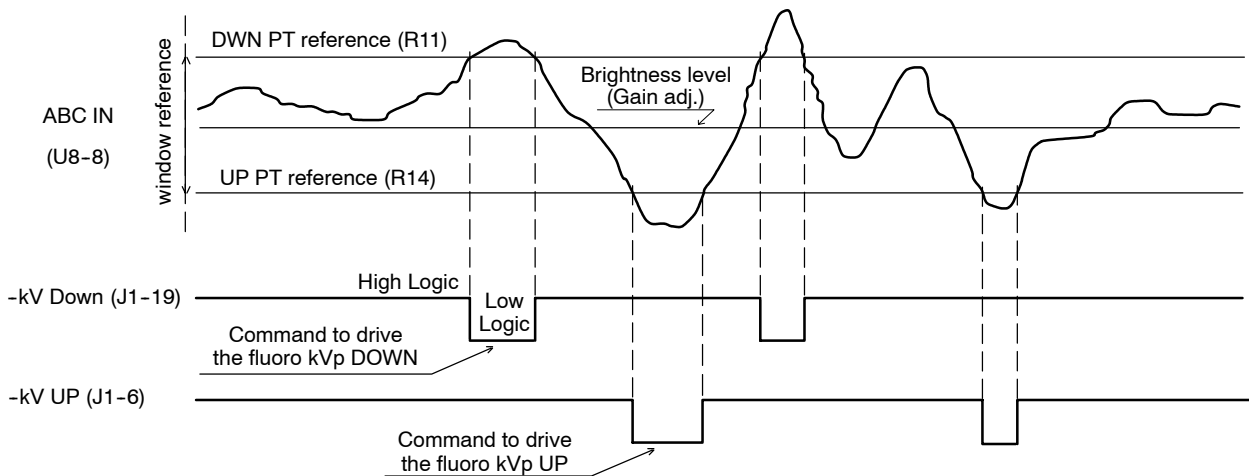 DWN PT reference (R11)
window reference
Brightness level
(Gain adj.)
ABC IN
(U8-8)
UP PT reference (R14)
High Logic
-kV Down (J1-19)
Low
Logic
Command to drive
the fluoro kVp DOWN
-kV UP (J1-6)
Command to drive
the fluoro kVp UP